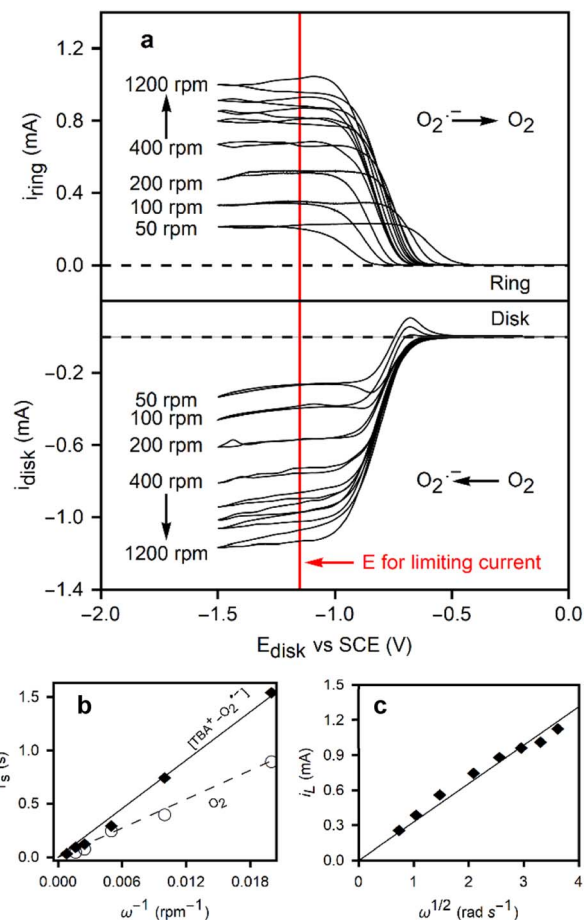 a
1.2
0.8
0.4
0.0
i_ring (mA)
1200 rpm
400 rpm
200 rpm
100 rpm
50 rpm
O₂·⁻ → O₂
Ring
Disk
-0.2
-0.6
-1.0
-1.4
i_disk (mA)
50 rpm
100 rpm
200 rpm
400 rpm
1200 rpm
O₂·⁻ ← O₂
E for limiting current
−2.0 −1.5 −1.0 −0.5 0.0
E_disk vs SCE (V)
b
1.5
1.0
0.5
0.0
(s)
[TBA⁺–O₂•−]
O₂
0.000 0.006 0.012 0.018
ω⁻¹ (rpm⁻¹)
c
1.5
1.2
0.9
0.6
0.3
0.0
i_L (mA)
0 1 2 3 4
ω^1/2 (rad s⁻¹)